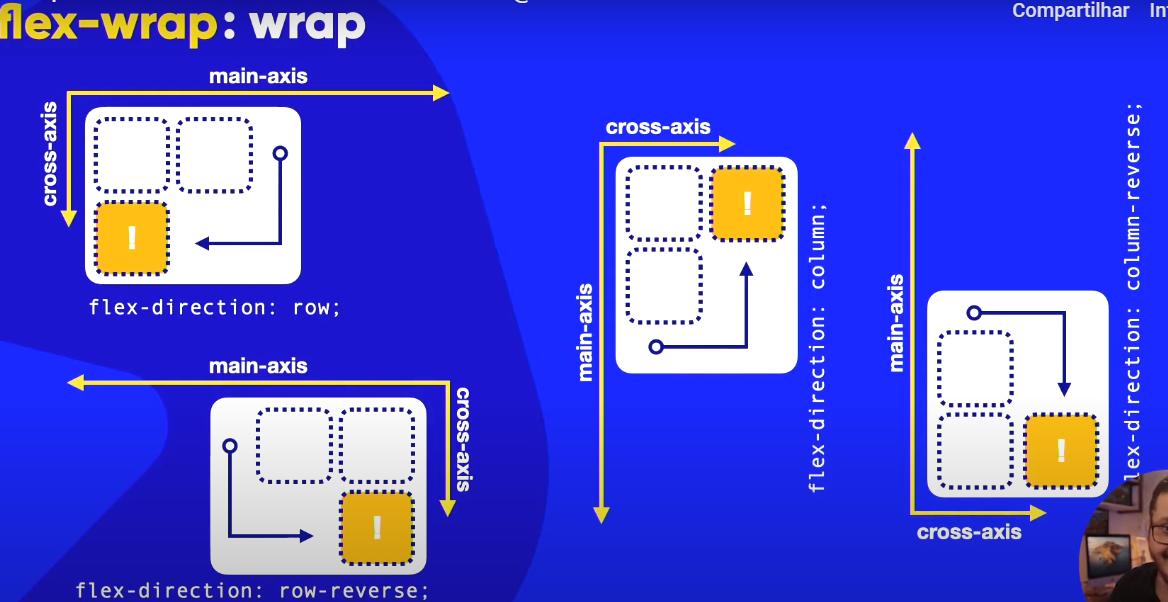 flex-wrap: wrap
Compartilhar
main-axis
cross-axis
!
flex-direction: row;
main-axis
cross-axis
!
flex-direction: row-reverse;
cross-axis
main-axis
!
flex-direction: column;
main-axis
cross-axis
!
lex-direction: column-reverse;